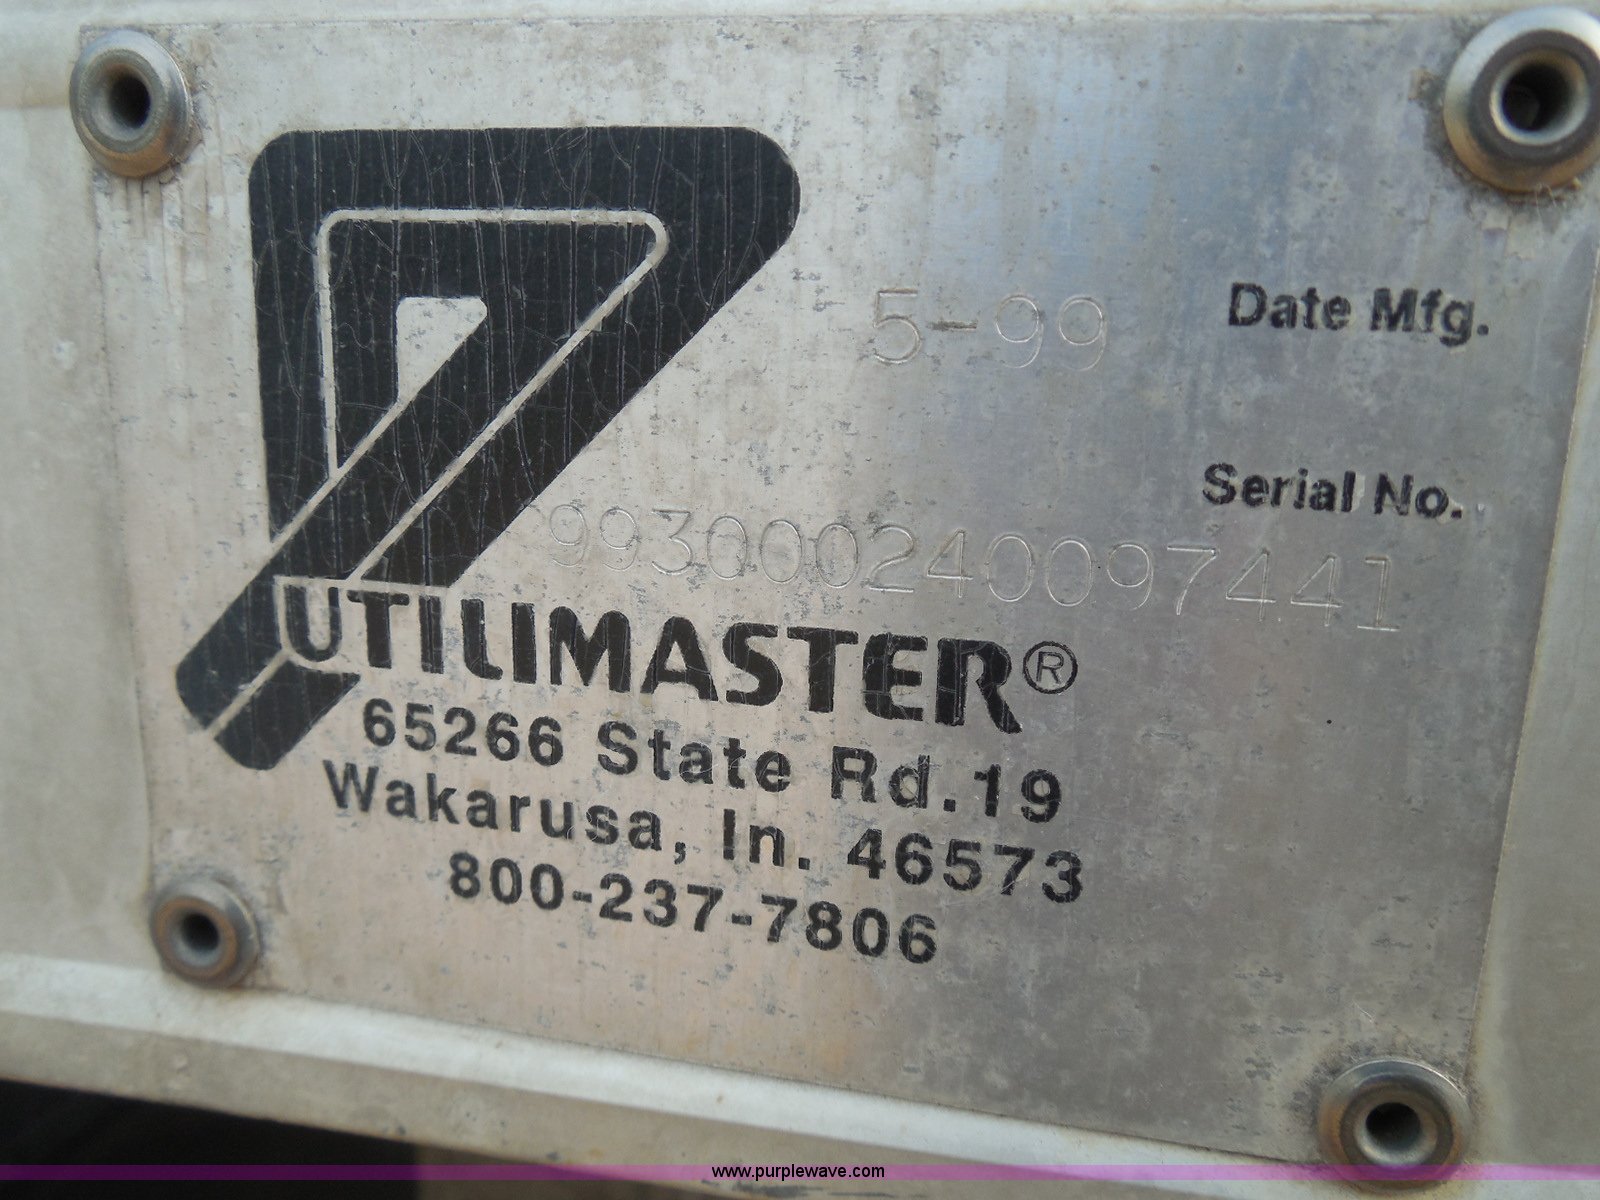 5-99 Date Mfg.
Serial No.
993000240097441
UTILIMASTER®
65266 State Rd. 19
Wakarusa, In. 46573
800-237-7806
www.purplewave.com